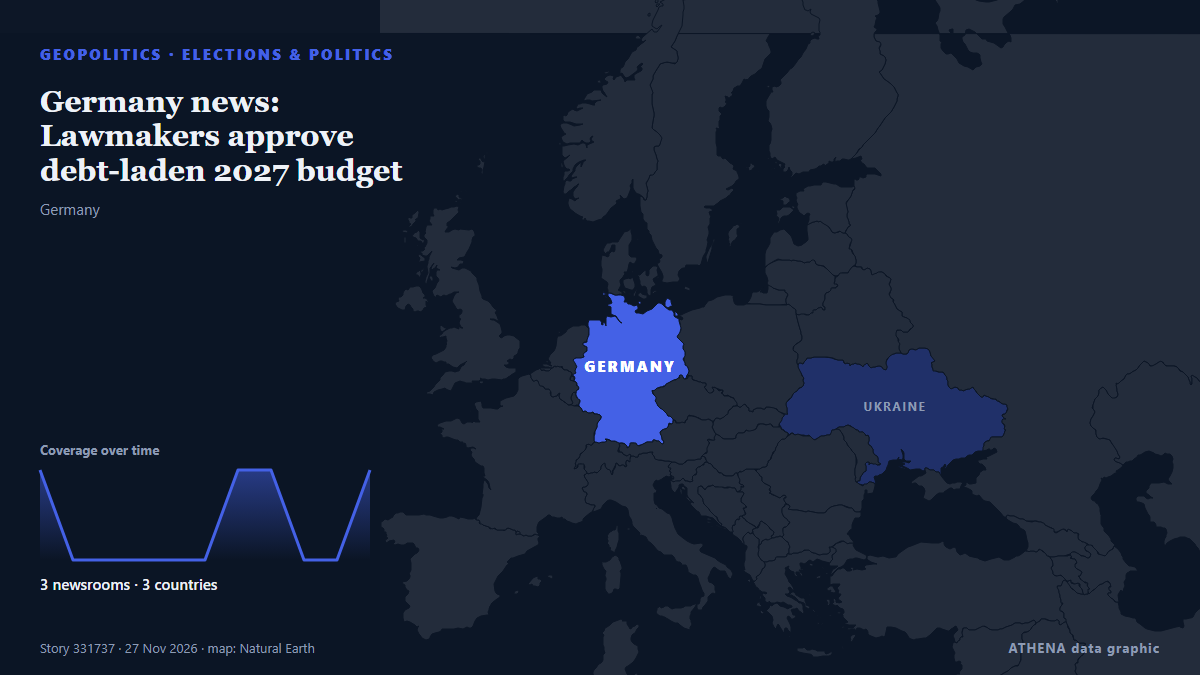 GEOPOLITICS · ELECTIONS & POLITICS
Germany news:
Lawmakers approve
debt-laden 2027 budget
Germany
GERMANY
UKRAINE
Coverage over time
3 newsrooms · 3 countries
Story 331737 · 27 Nov 2026 · map: Natural Earth
ATHENA data graphic